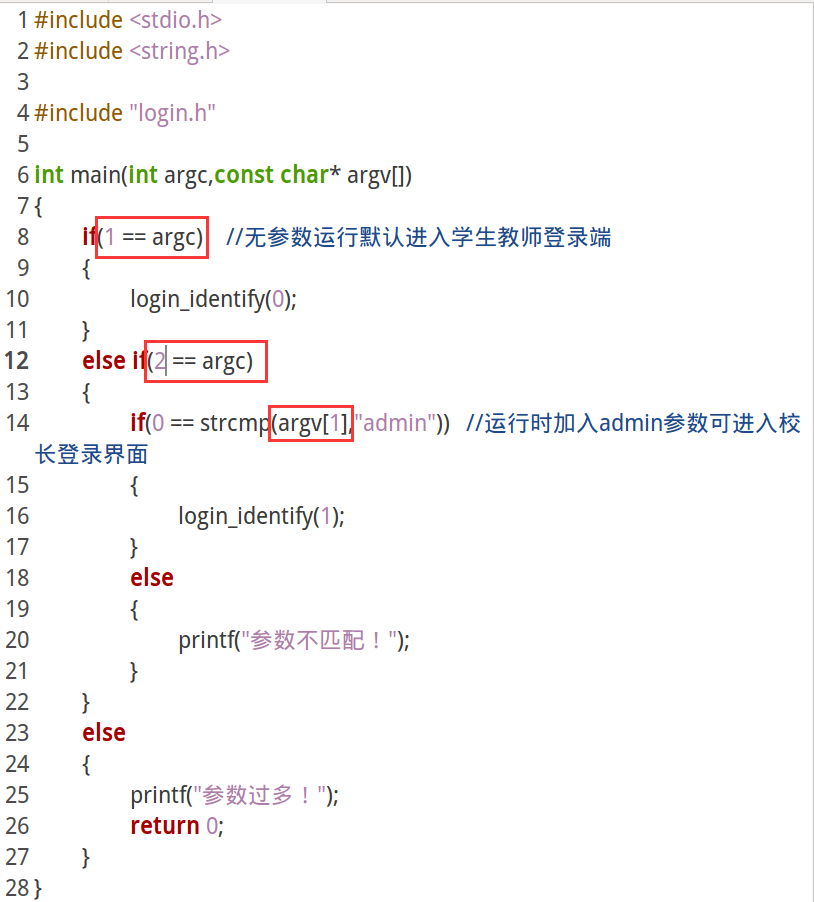 1 #include <stdio.h>
2 #include <string.h>
3
4 #include "login.h"
5
6 int main(int argc,const char* argv[])
7 {
8 if(1 == argc) //无参数运行默认进入学生教师登录端
9 {
10 login_identify(0);
11 }
12 else if(2 == argc)
13 {
14 if(0 == strcmp(argv[1],"admin")) //运行时加入admin参数可进入校
长登录界面
15 {
16 login_identify(1);
17 }
18 else
19 {
20 printf("参数不匹配！");
21 }
22 }
23 else
24 {
25 printf("参数过多！");
26 return 0;
27 }
28 }